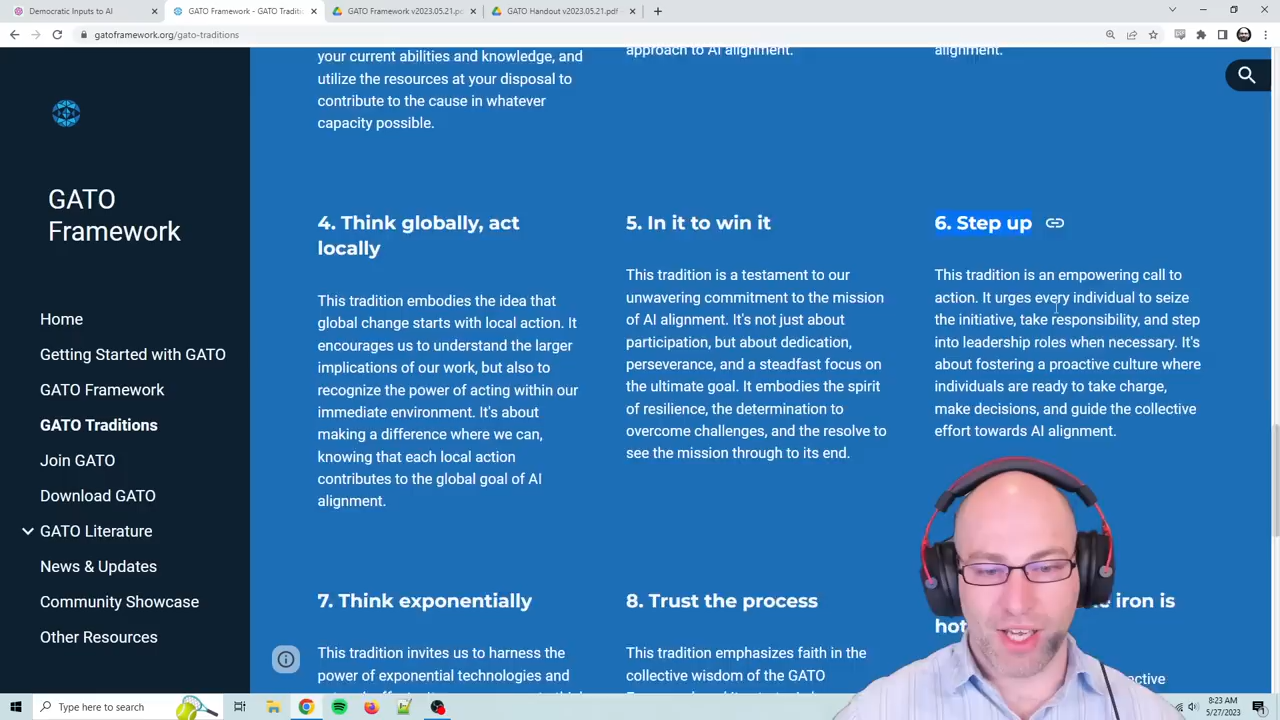 Democratic Inputs to AI
GATO Framework - GATO Traditi
GATO Framework v2023.05.21.pd
GATO Handout v2023.05.21.pdf -
gatoframework.org/gato-traditions
GATO
Framework
Home
Getting Started with GATO
GATO Framework
GATO Traditions
Join GATO
Download GATO
GATO Literature
News & Updates
Community Showcase
Other Resources
your current abilities and knowledge, and
utilize the resources at your disposal to
contribute to the cause in whatever
capacity possible.
approach to AI alignment.
alignment.
4. Think globally, act
locally
This tradition embodies the idea that
global change starts with local action. It
encourages us to understand the larger
implications of our work, but also to
recognize the power of acting within our
immediate environment. It's about
making a difference where we can,
knowing that each local action
contributes to the global goal of AI
alignment.
5. In it to win it
This tradition is a testament to our
unwavering commitment to the mission
of AI alignment. It's not just about
participation, but about dedication,
perseverance, and a steadfast focus on
the ultimate goal. It embodies the spirit
of resilience, the determination to
overcome challenges, and the resolve to
see the mission through to its end.
6. Step up
This tradition is an empowering call to
action. It urges every individual to seize
the initiative, take responsibility, and step
into leadership roles when necessary. It's
about fostering a proactive culture where
individuals are ready to take charge,
make decisions, and guide the collective
effort towards AI alignment.
7. Think exponentially
This tradition invites us to harness the
power of exponential technologies and
8. Trust the process
This tradition emphasizes faith in the
collective wisdom of the GATO
iron is
hot
Type here to search
8:23 AM
5/27/2023